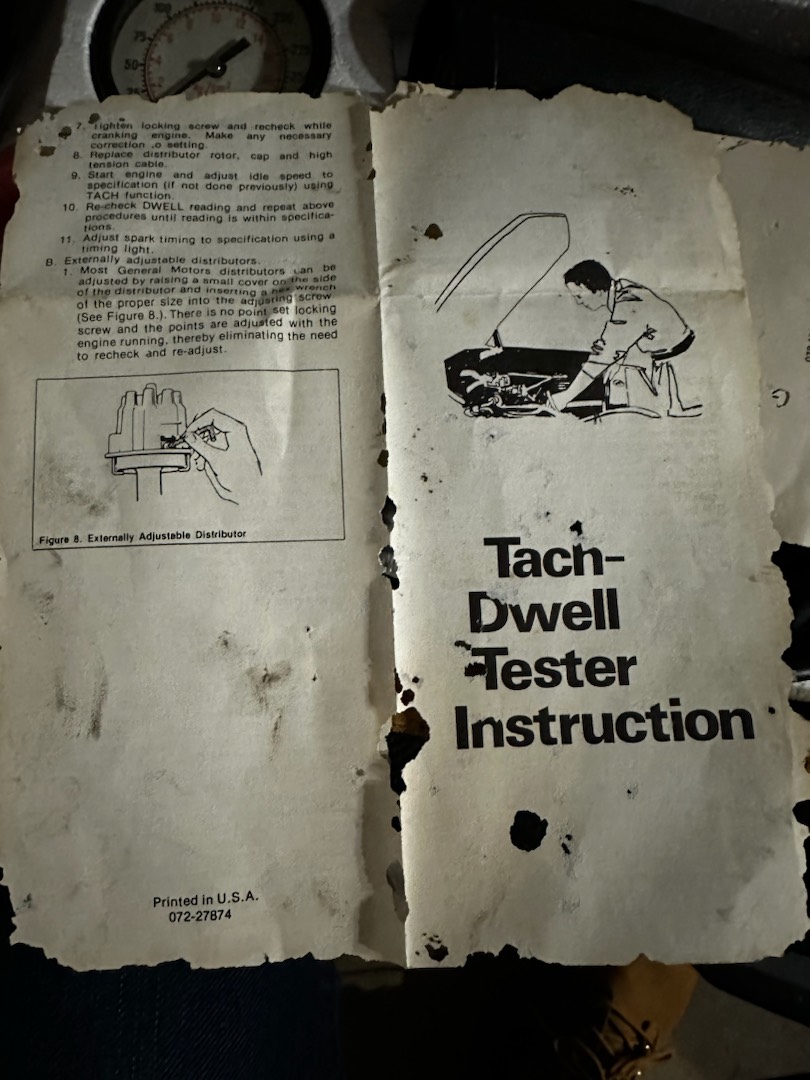 7. Tighten locking screw and recheck while
cranking engine. Make any necessary
correction .o setting.
8. Replace distributor rotor, cap and high
tension cable.
9. Start engine and adjust idle speed to
specification (if not done previously) using
TACH function.
10. Re-check DWELL reading and repeat above
procedures until reading is within specifica-
tions.
11. Adjust spark timing to specification using a
timing light.
B. Externally adjustable distributors.
1. Most General Motors distributors can be
adjusted by raising a small cover on the side
of the distributor and inserting a hex wrench
of the proper size into the adjusting screw
(See Figure 8.). There is no point set locking
screw and the points are adjusted with the
engine running, thereby eliminating the need
to recheck and re-adjust.
Figure 8. Externally Adjustable Distributor
Printed in U.S.A.
072-27874
Tach-
Dwell
Tester
Instruction
50
75